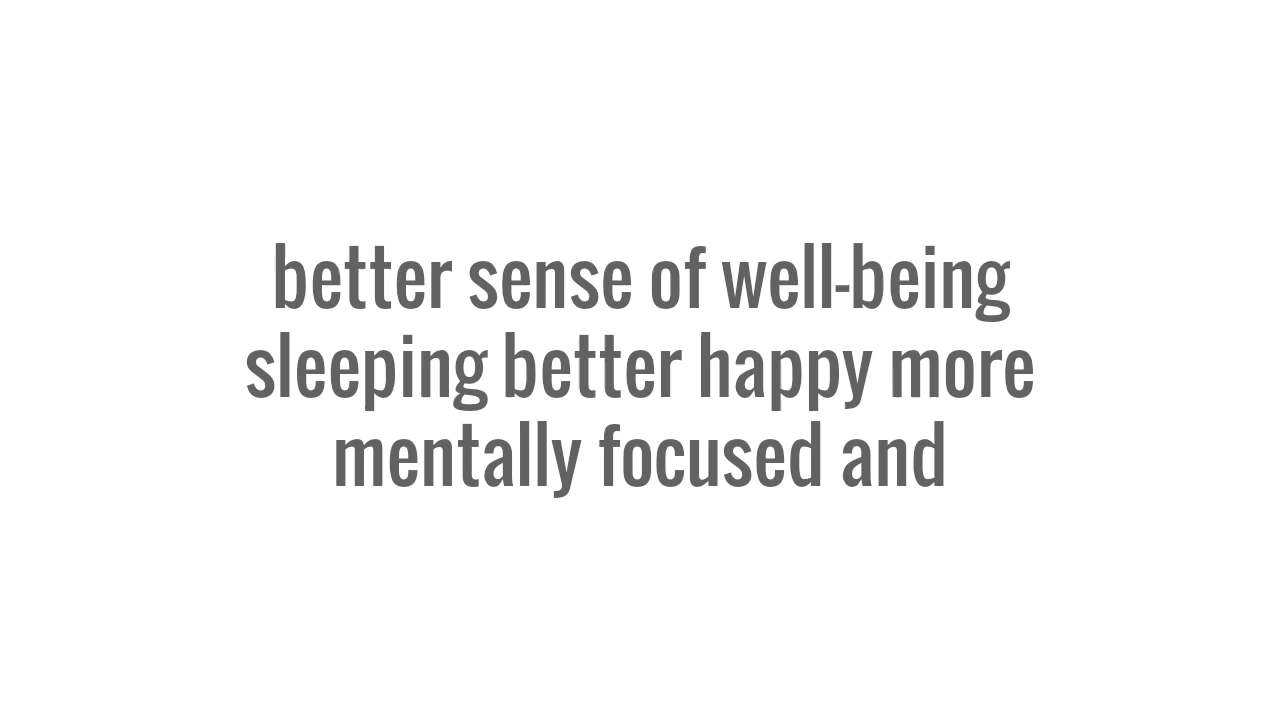 better sense of well-being
sleeping better happy more
mentally focused and